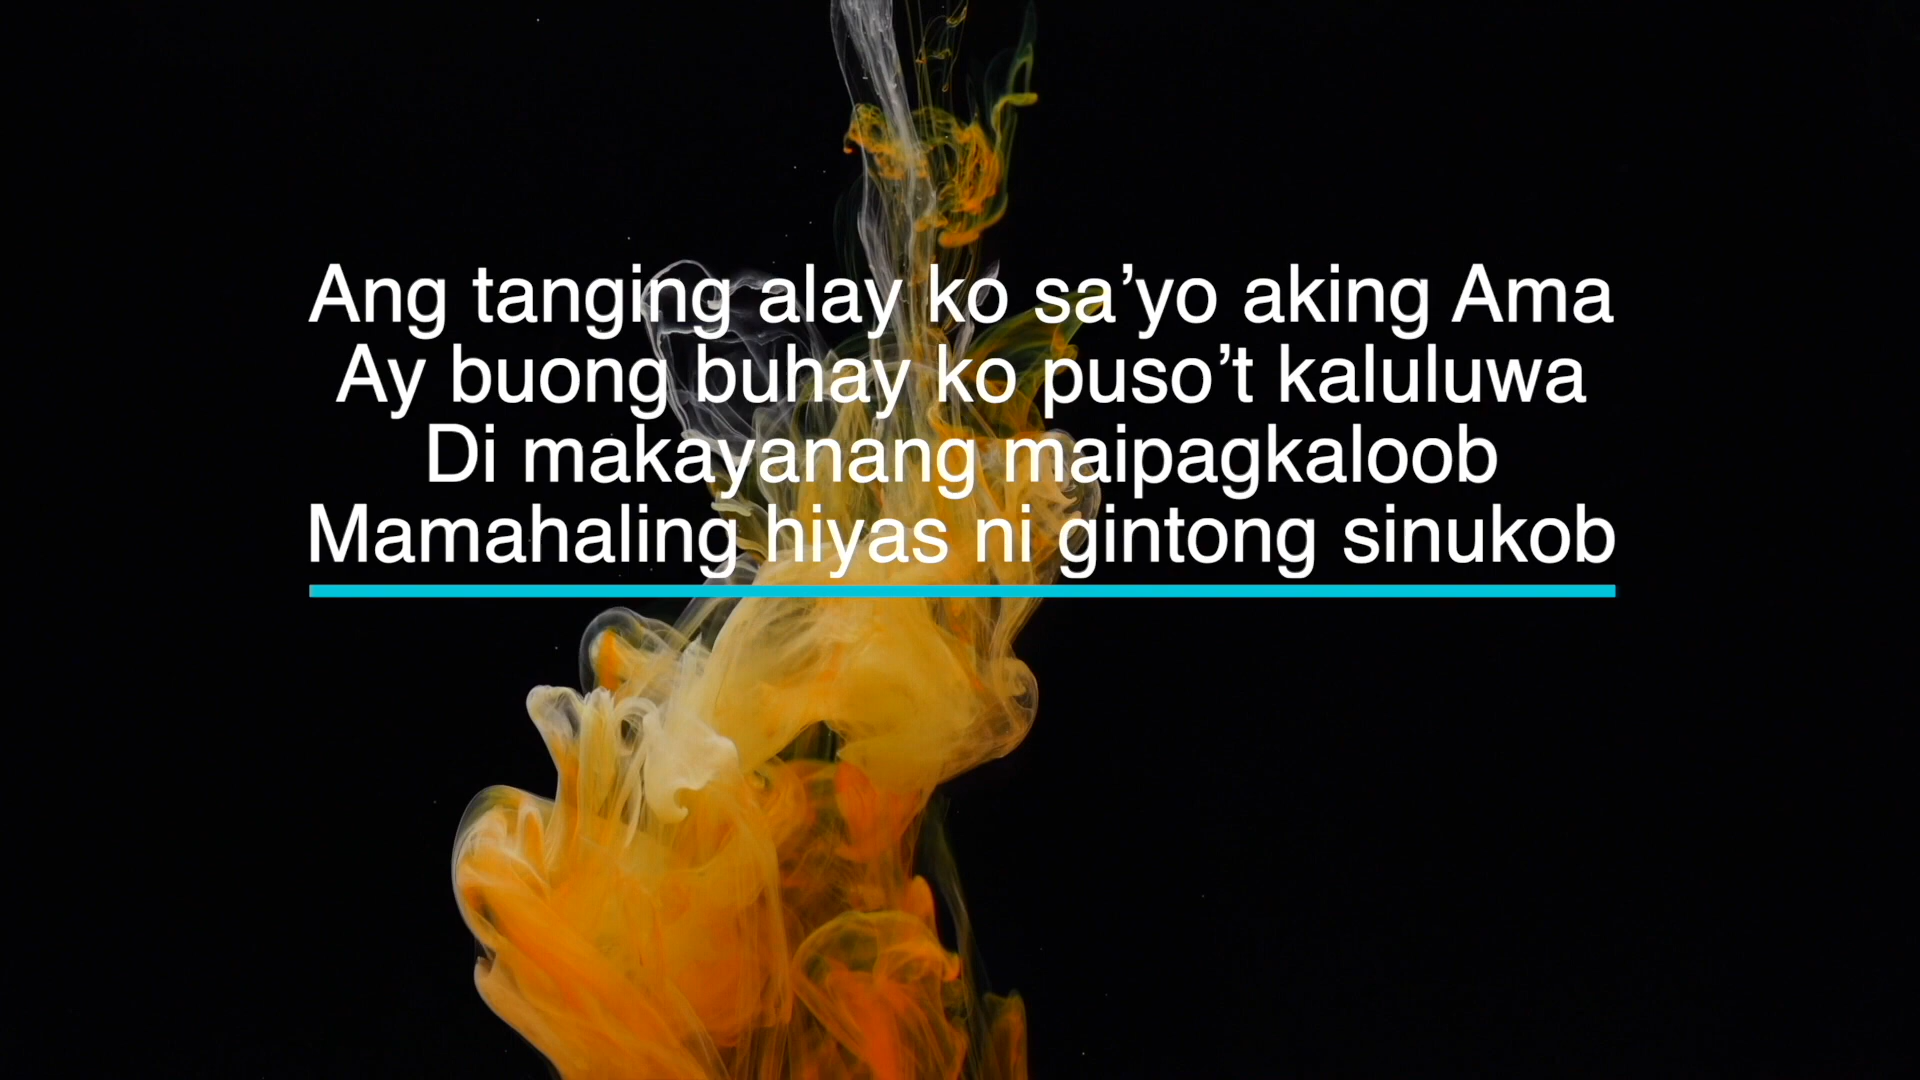 Ang tanging alay ko sa’yo aking Ama
Ay buong buhay ko puso’t kaluluwa
Di makayanang maipagkaloob
Mamahaling hiyas ni gintong sinukob